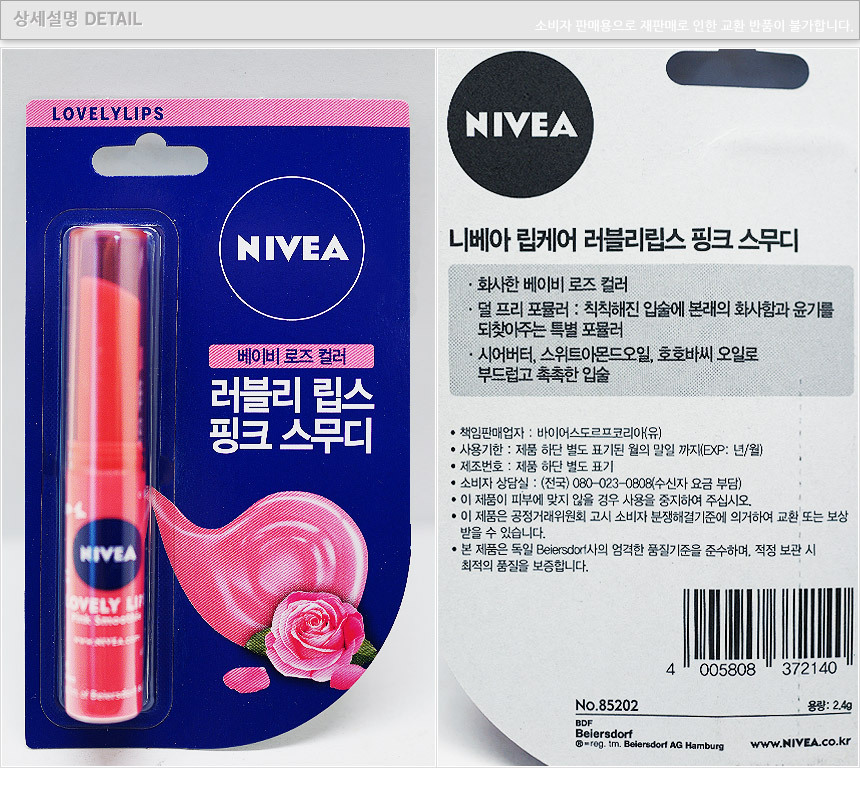 상세설명 DETAIL
소비자 판매용으로 재판매로 인한 교환 반품이 불가합니다.
LOVELYLIPS
NIVEA
베이비 로즈 컬러
러블리 립스
핑크 스무디
NIVEA
LOVELY LIP
Pink Smoothie
WWW.NIVEA.COM
of Beiersdorf
NIVEA
니베아 립케어 러블리립스 핑크 스무디
· 화사한 베이비 로즈 컬러
· 덜 프리 포뮬러 : 칙칙해진 입술에 본래의 화사함과 윤기를
되찾아주는 특별 포뮬러
· 시어버터, 스위트아몬드오일, 호호바씨 오일로
부드럽고 촉촉한 입술
• 책임판매업자 : 바이어스도르프코리아(유)
• 사용기한 : 제품 하단 별도 표기된 월의 말일 까지(EXP: 년/월)
• 제조번호 : 제품 하단 별도 표기
• 소비자 상담실 : (전국) 080-023-0808(수신자 요금 부담)
• 이 제품이 피부에 맞지 않을 경우 사용을 중지하여 주십시오.
• 이 제품은 공정거래위원회 고시 소비자 분쟁해결기준에 의거하여 교환 또는 보상
받을 수 있습니다.
• 본 제품은 독일 Beiersdorf사의 엄격한 품질기준을 준수하며, 적정 보관 시
최적의 품질을 보증합니다.
4 005808 372140
No.85202
용량: 2.4g
BDF
Beiersdorf
®=reg. tm. Beiersdorf AG Hamburg
www.NIVEA.co.kr